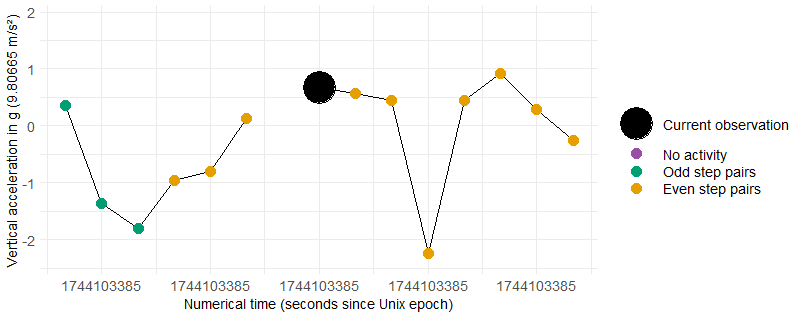 Vertical acceleration in g (9.80665 m/s²)
2
1
0
-1
-2
1744103385
1744103385
1744103385
1744103385
1744103385
Numerical time (seconds since Unix epoch)
Current observation
No activity
Odd step pairs
Even step pairs